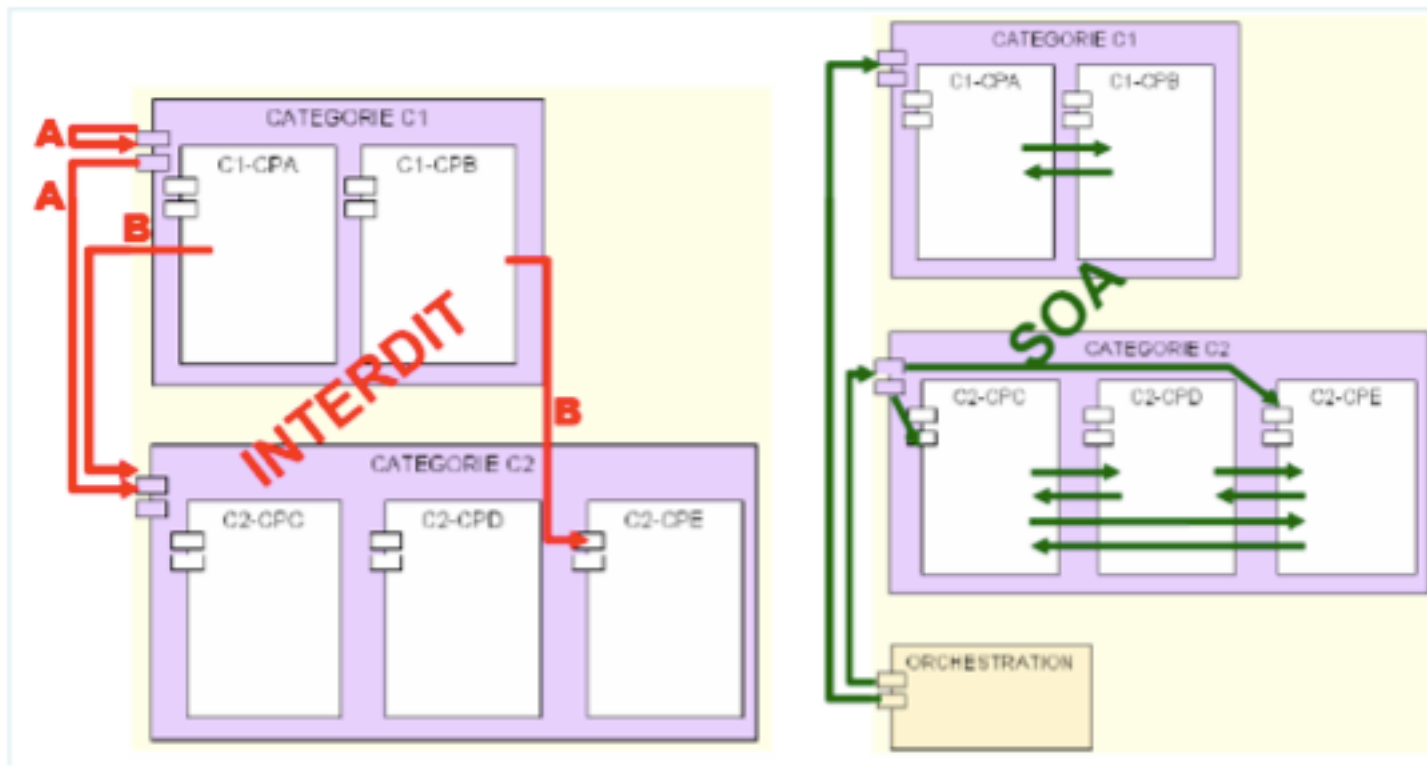 CATEGORIE C1
A
C1-CPA
C1-CPB
A
B
INTERDIT
B
CATEGORIE C2
C2-CPC
C2-CPD
C2-CPE
CATEGORIE C1
C1-CPA
C1-CPB
SOA
CATEGORIE C2
C2-CPC
C2-CPD
C2-CPE
ORCHESTRATION